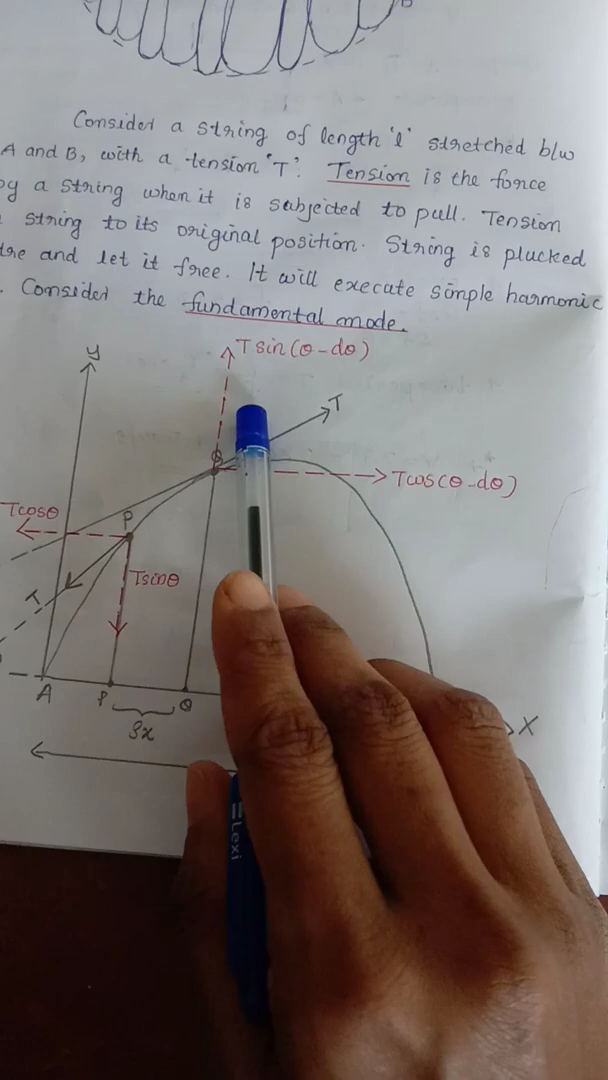 B
Consider a string of length 'l' stretched b/w
A and B, with a tension 'T'. Tension is the force
by a string when it is subjected to pull. Tension
string to its original position. String is plucked
and let it free. It will execute simple harmonic
. Consider the fundamental mode.
T sin(θ-dθ)
y
T
Q
Tcos(θ-dθ)
Tcosθ
P
Tsinθ
T
A P Q
X
δx
Lexi